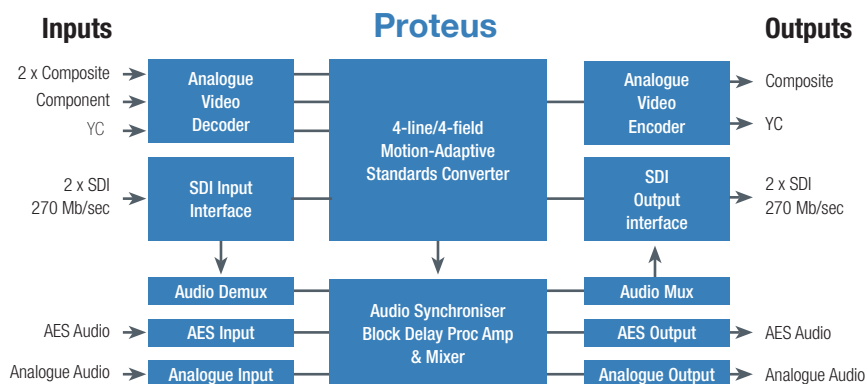 Inputs
Proteus
Outputs
2 x Composite
Component
YC
Analogue
Video
Decoder
4-line/4-field
Motion-Adaptive
Standards Converter
Analogue
Video
Encoder
Composite
YC
2 x SDI
270 Mb/sec
SDI Input
Interface
SDI
Output
interface
2 x SDI
270 Mb/sec
Audio Demux
Audio Synchroniser
Block Delay Proc Amp
& Mixer
Audio Mux
AES Audio
AES Input
AES Output
AES Audio
Analogue Audio
Analogue Input
Analogue Output
Analogue Audio